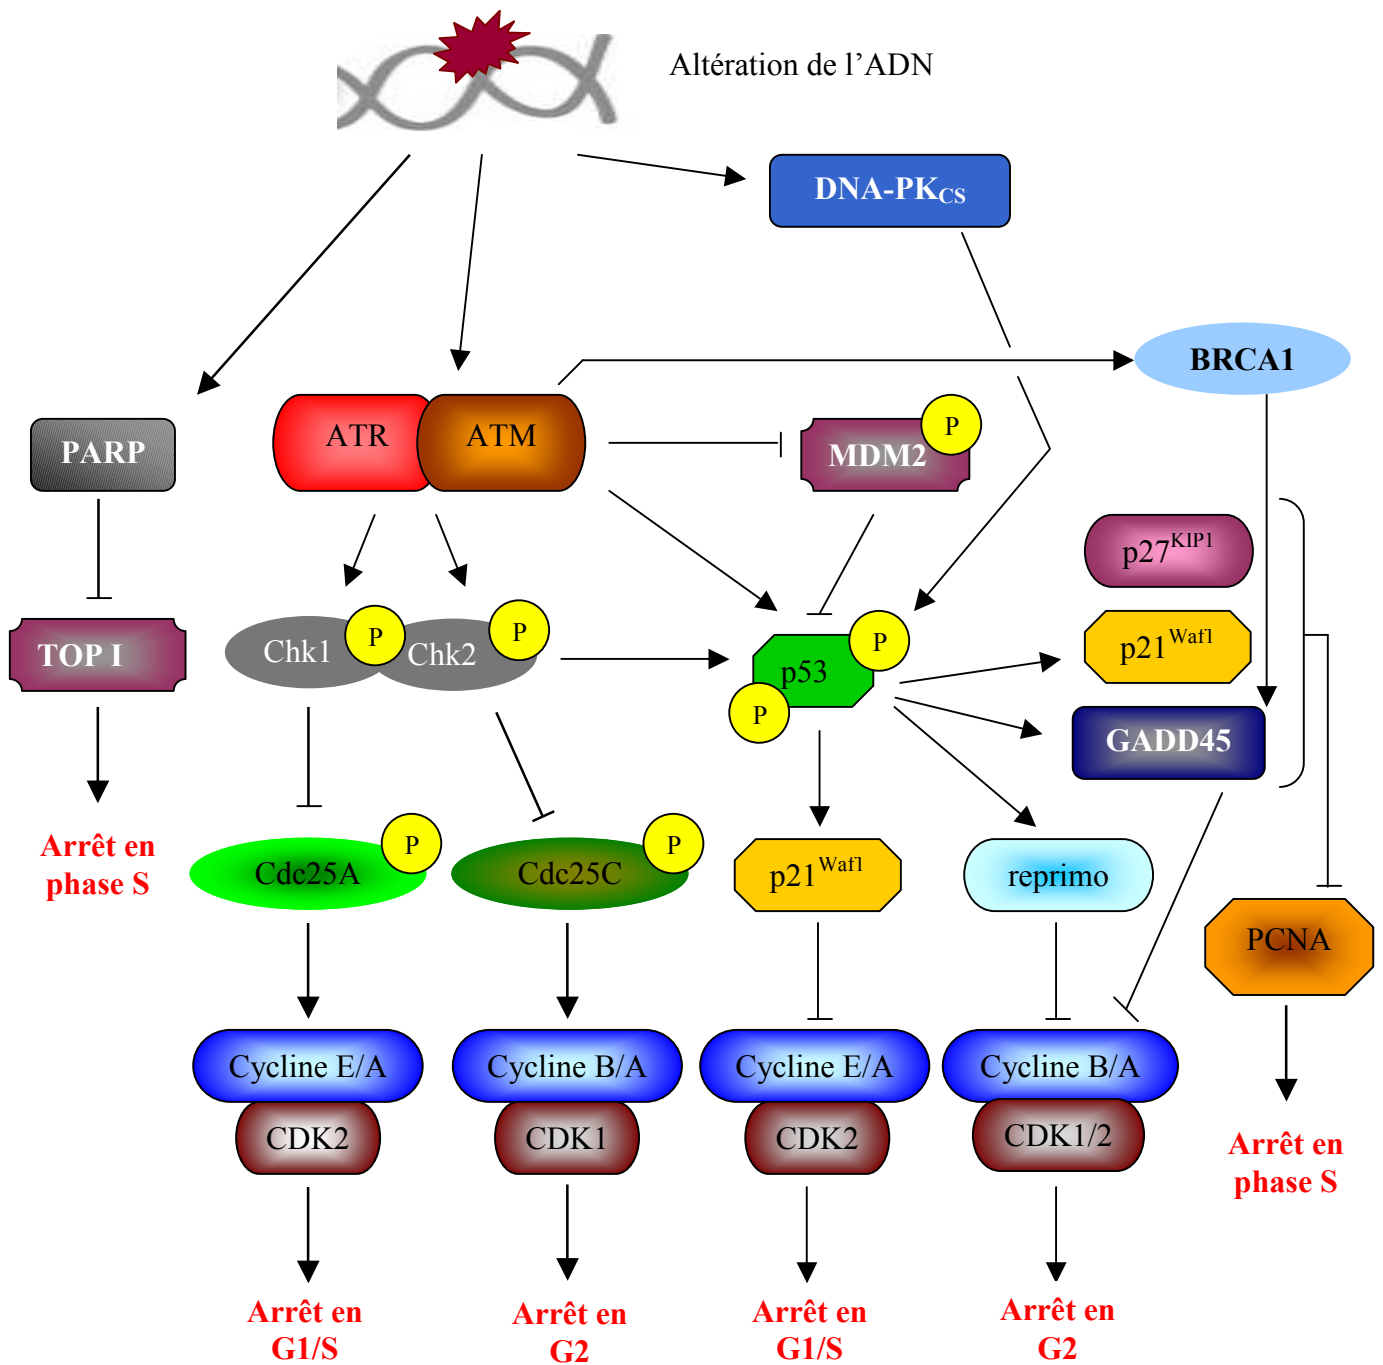 Altération de l'ADN
DNA-PKCS
BRCA1
PARP
ATR
ATM
MDM2
P
p27KIP1
TOP I
Chk1
P
Chk2
P
p53
P
P
p21Waf1
GADD45
Arrêt en
phase S
Cdc25A
P
Cdc25C
P
p21Waf1
reprimo
PCNA
Cycline E/A
CDK2
Cycline B/A
CDK1
Cycline E/A
CDK2
Cycline B/A
CDK1/2
Arrêt en
phase S
Arrêt en
G1/S
Arrêt en
G2
Arrêt en
G1/S
Arrêt en
G2